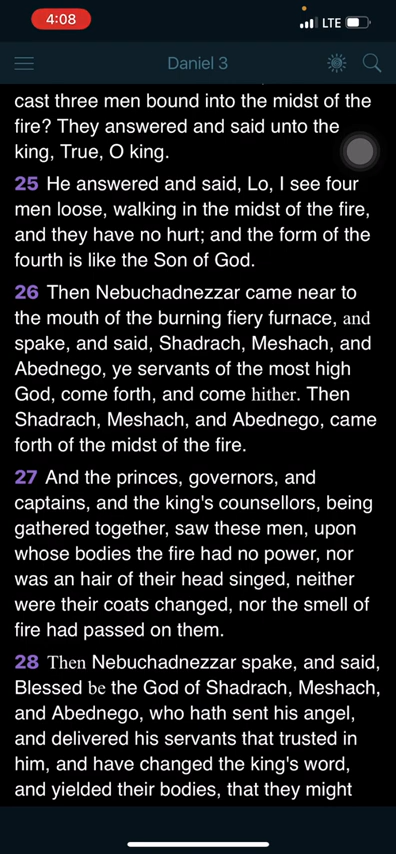 4:08
LTE
Daniel 3
cast three men bound into the midst of the
fire? They answered and said unto the
king, True, O king.
25 He answered and said, Lo, I see four
men loose, walking in the midst of the fire,
and they have no hurt; and the form of the
fourth is like the Son of God.
26 Then Nebuchadnezzar came near to
the mouth of the burning fiery furnace, and
spake, and said, Shadrach, Meshach, and
Abednego, ye servants of the most high
God, come forth, and come hither. Then
Shadrach, Meshach, and Abednego, came
forth of the midst of the fire.
27 And the princes, governors, and
captains, and the king's counsellors, being
gathered together, saw these men, upon
whose bodies the fire had no power, nor
was an hair of their head singed, neither
were their coats changed, nor the smell of
fire had passed on them.
28 Then Nebuchadnezzar spake, and said,
Blessed be the God of Shadrach, Meshach,
and Abednego, who hath sent his angel,
and delivered his servants that trusted in
him, and have changed the king's word,
and yielded their bodies, that they might